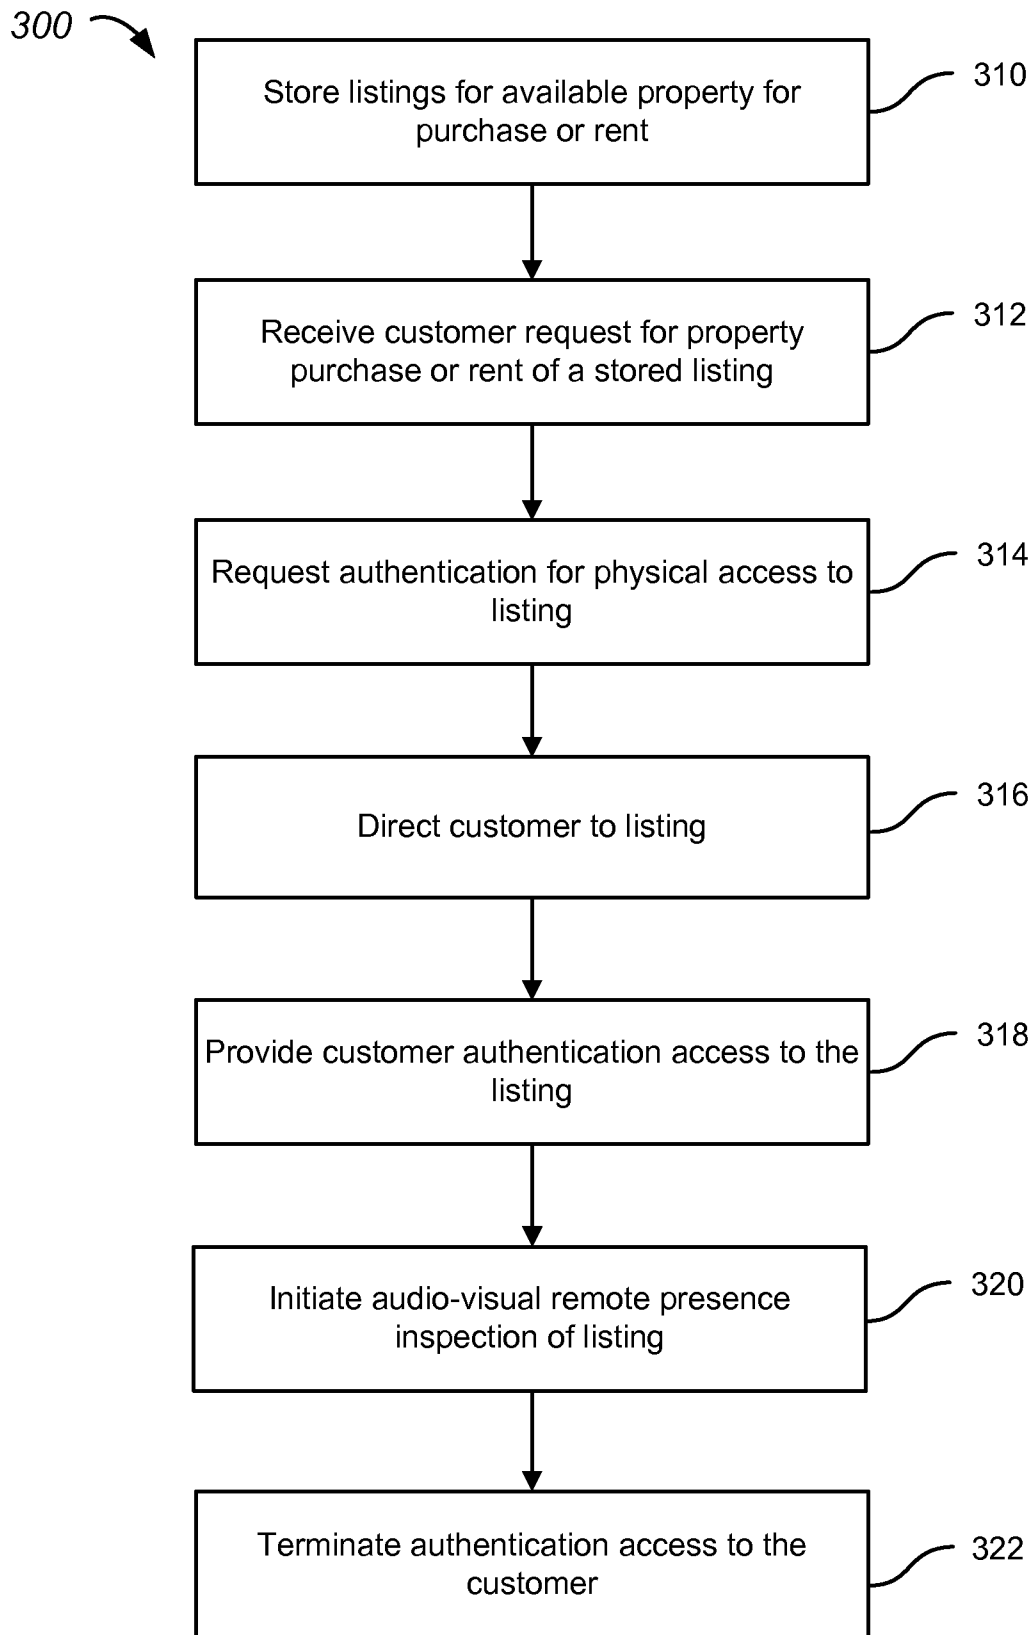 300
Store listings for available property for
purchase or rent
310
Receive customer request for property
purchase or rent of a stored listing
312
Request authentication for physical access to
listing
314
Direct customer to listing
316
Provide customer authentication access to the
listing
318
Initiate audio-visual remote presence
inspection of listing
320
Terminate authentication access to the
customer
322